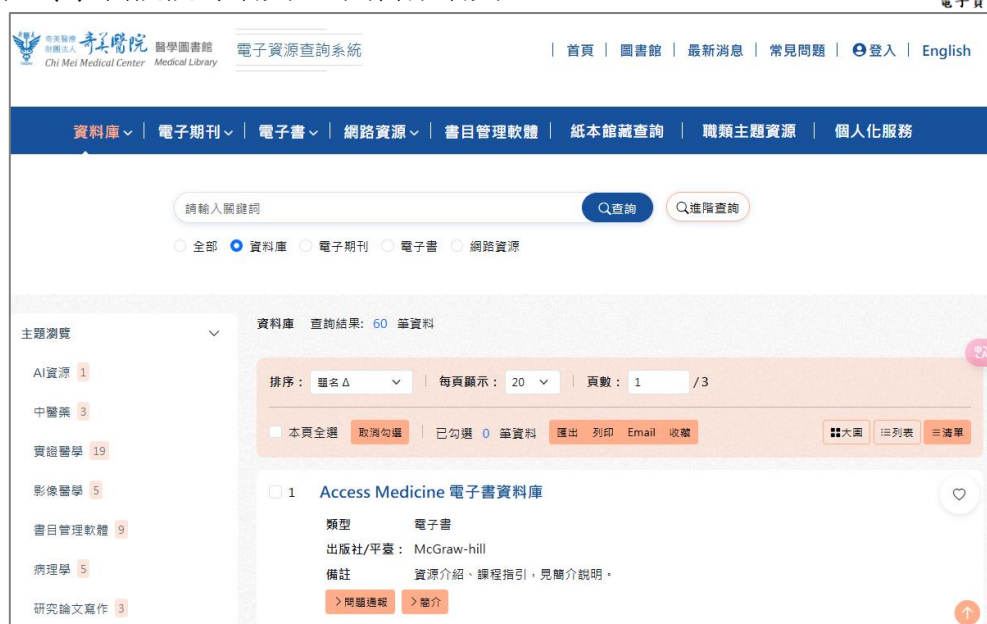 電子資
奇美醫療財團法人 奇美醫院 醫學圖書館 電子資源查詢系統
Chi Mei Medical Center Medical Library
| 首頁 | 圖書館 | 最新消息 | 常見問題 | 登入 | English
資料庫 | 電子期刊 | 電子書 | 網路資源 | 書目管理軟體 | 紙本館藏查詢 | 職類主題資源 | 個人化服務
請輸入關鍵詞 查詢 進階查詢
全部 資料庫 電子期刊 電子書 網路資源
主題瀏覽
AI資源 1
中醫藥 3
實證醫學 19
影像醫學 5
書目管理軟體 9
病理學 5
研究論文寫作 3
資料庫 查詢結果: 60 筆資料
排序: 題名△ | 每頁顯示: 20 | 頁數: 1 /3
本頁全選 取消勾選 | 已勾選 0 筆資料 匯出 列印 Email 收藏 大圖 列表 清單
1 Access Medicine 電子書資料庫
類型 電子書
出版社/平臺: McGraw-hill
備註 資源介紹、課程指引，見簡介說明。
>問題通報 >簡介